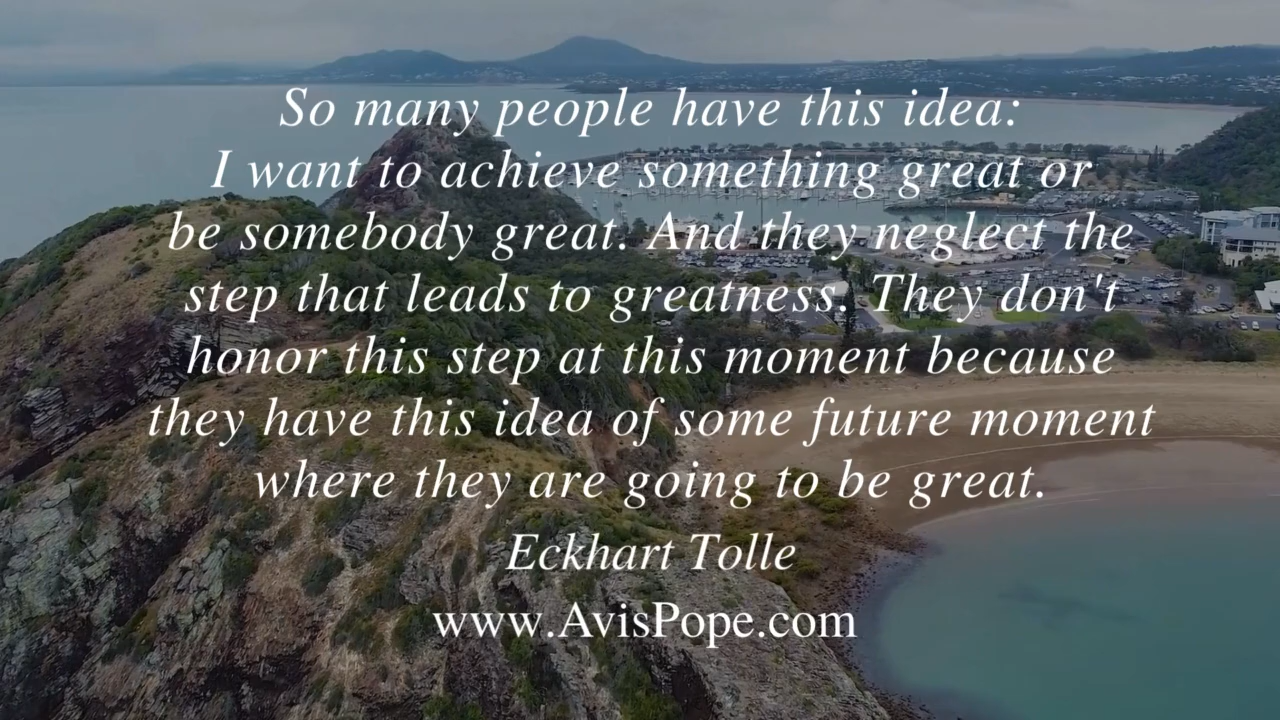 So many people have this idea:
I want to achieve something great or
be somebody great. And they neglect the
step that leads to greatness. They don't
honor this step at this moment because
they have this idea of some future moment
where they are going to be great.
Eckhart Tolle
www.AvisPope.com